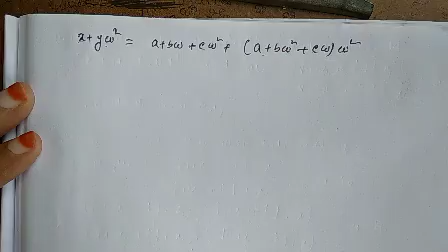 x + yω² = a+bω +cω² + (a+bω² + cω) ω²